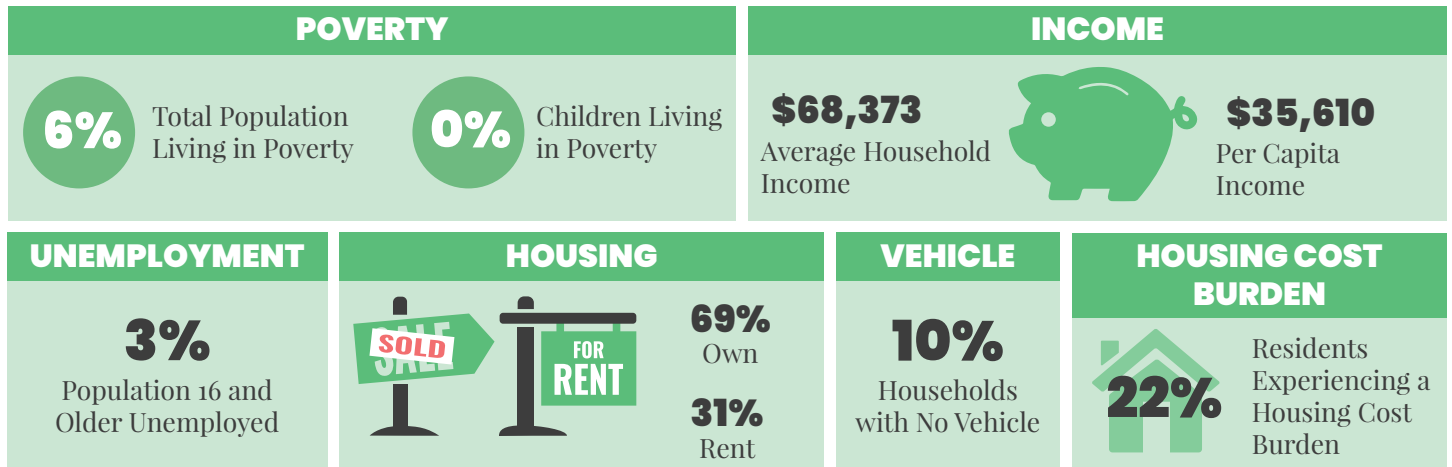 POVERTY
6%
Total Population
Living in Poverty
0%
Children Living
in Poverty
INCOME
$68,373
Average Household
Income
$35,610
Per Capita
Income
UNEMPLOYMENT
3%
Population 16 and
Older Unemployed
HOUSING
SALE
SOLD
FOR
RENT
69%
Own
31%
Rent
VEHICLE
10%
Households
with No Vehicle
HOUSING COST
BURDEN
22%
Residents
Experiencing a
Housing Cost
Burden